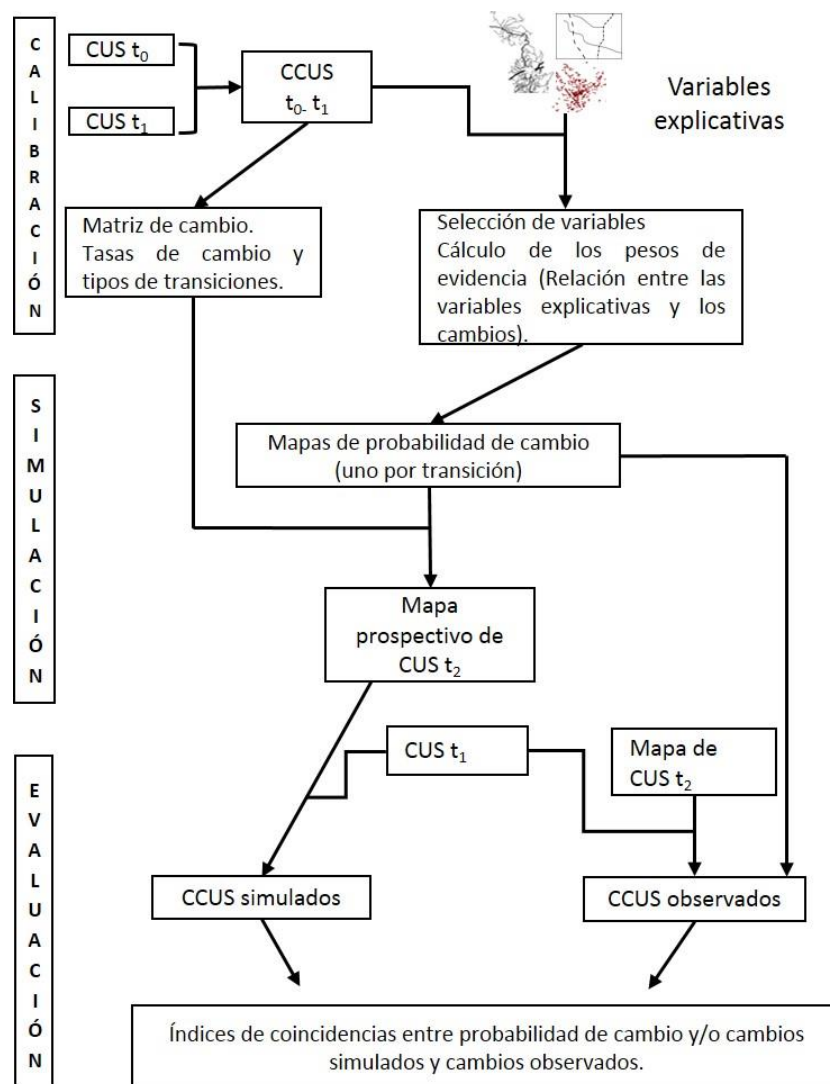 CALIBRACIÓN
CUS t₀
CUS t₁
CCUS
t₀- t₁
Variables
explicativas
Matriz de cambio.
Tasas de cambio y
tipos de transiciones.
Selección de variables
Cálculo de los pesos de
evidencia (Relación entre las
variables explicativas y los
cambios).
SIMULACIÓN
Mapas de probabilidad de cambio
(uno por transición)
Mapa
prospectivo de
CUS t₂
EVALUACIÓN
CUS t₁
Mapa de
CUS t₂
CCUS simulados
CCUS observados
Índices de coincidencias entre probabilidad de cambio y/o cambios
simulados y cambios observados.